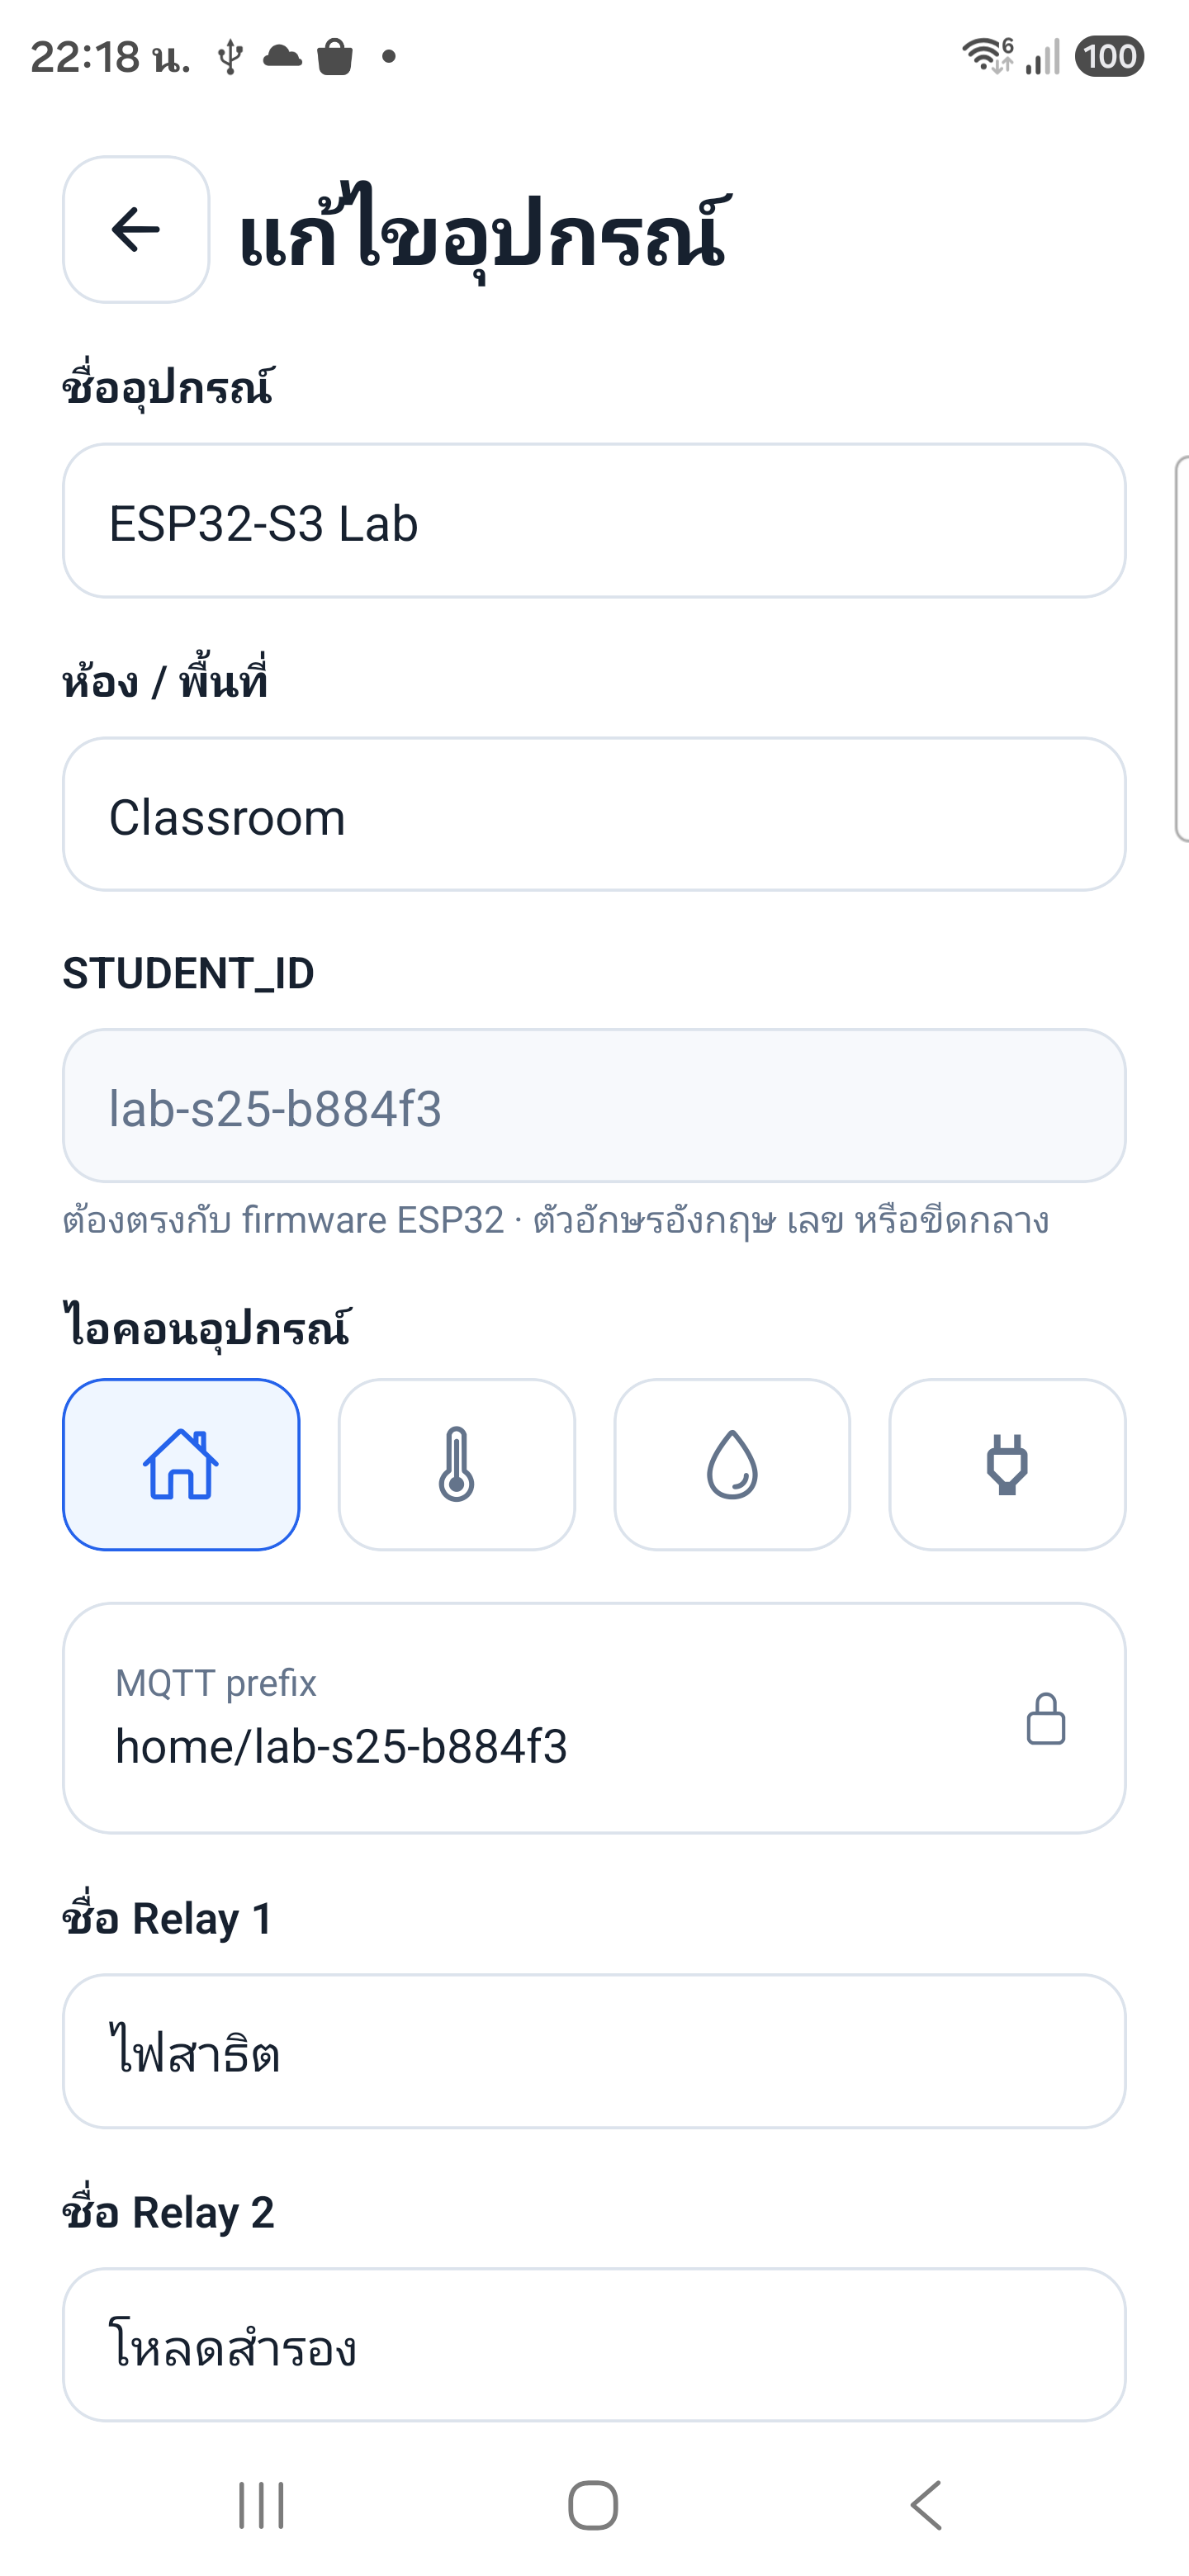 22:18 น.
6
100
แก้ไขอุปกรณ์
ชื่ออุปกรณ์
ESP32-S3 Lab
ห้อง / พื้นที่
Classroom
STUDENT_ID
lab-s25-b884f3
ต้องตรงกับ firmware ESP32 · ตัวอักษรอังกฤษ เลข หรือขีดกลาง
ไอคอนอุปกรณ์
MQTT prefix
home/lab-s25-b884f3
ชื่อ Relay 1
ไฟสาธิต
ชื่อ Relay 2
โหลดสำรอง